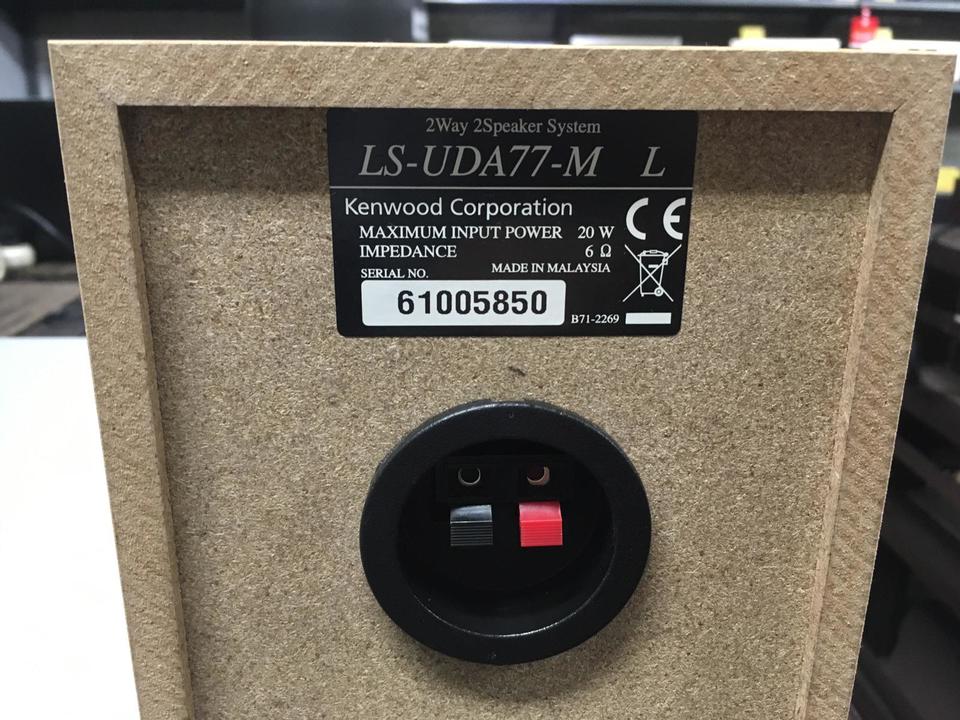 2Way 2Speaker System
LS-UDA77-M L
Kenwood Corporation
MAXIMUM INPUT POWER 20 W
IMPEDANCE 6 Ω
SERIAL NO. MADE IN MALAYSIA
61005850
B71-2269
CE